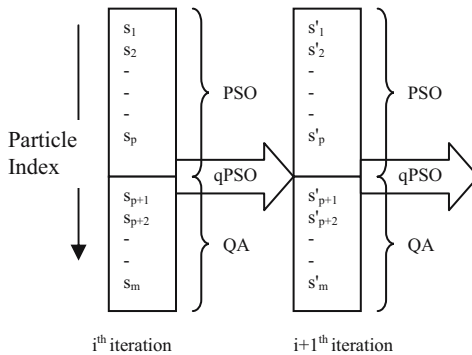 s₁
s₂
-
-
-
sₚ
PSO
Particle
Index
qPSO
sₚ₊₁
sₚ₊₂
-
-
sₘ
QA
iᵗʰ iteration
s'₁
s'₂
-
-
-
s'ₚ
PSO
qPSO
s'ₚ₊₁
s'ₚ₊₂
-
-
s'ₘ
QA
i+1ᵗʰ iteration